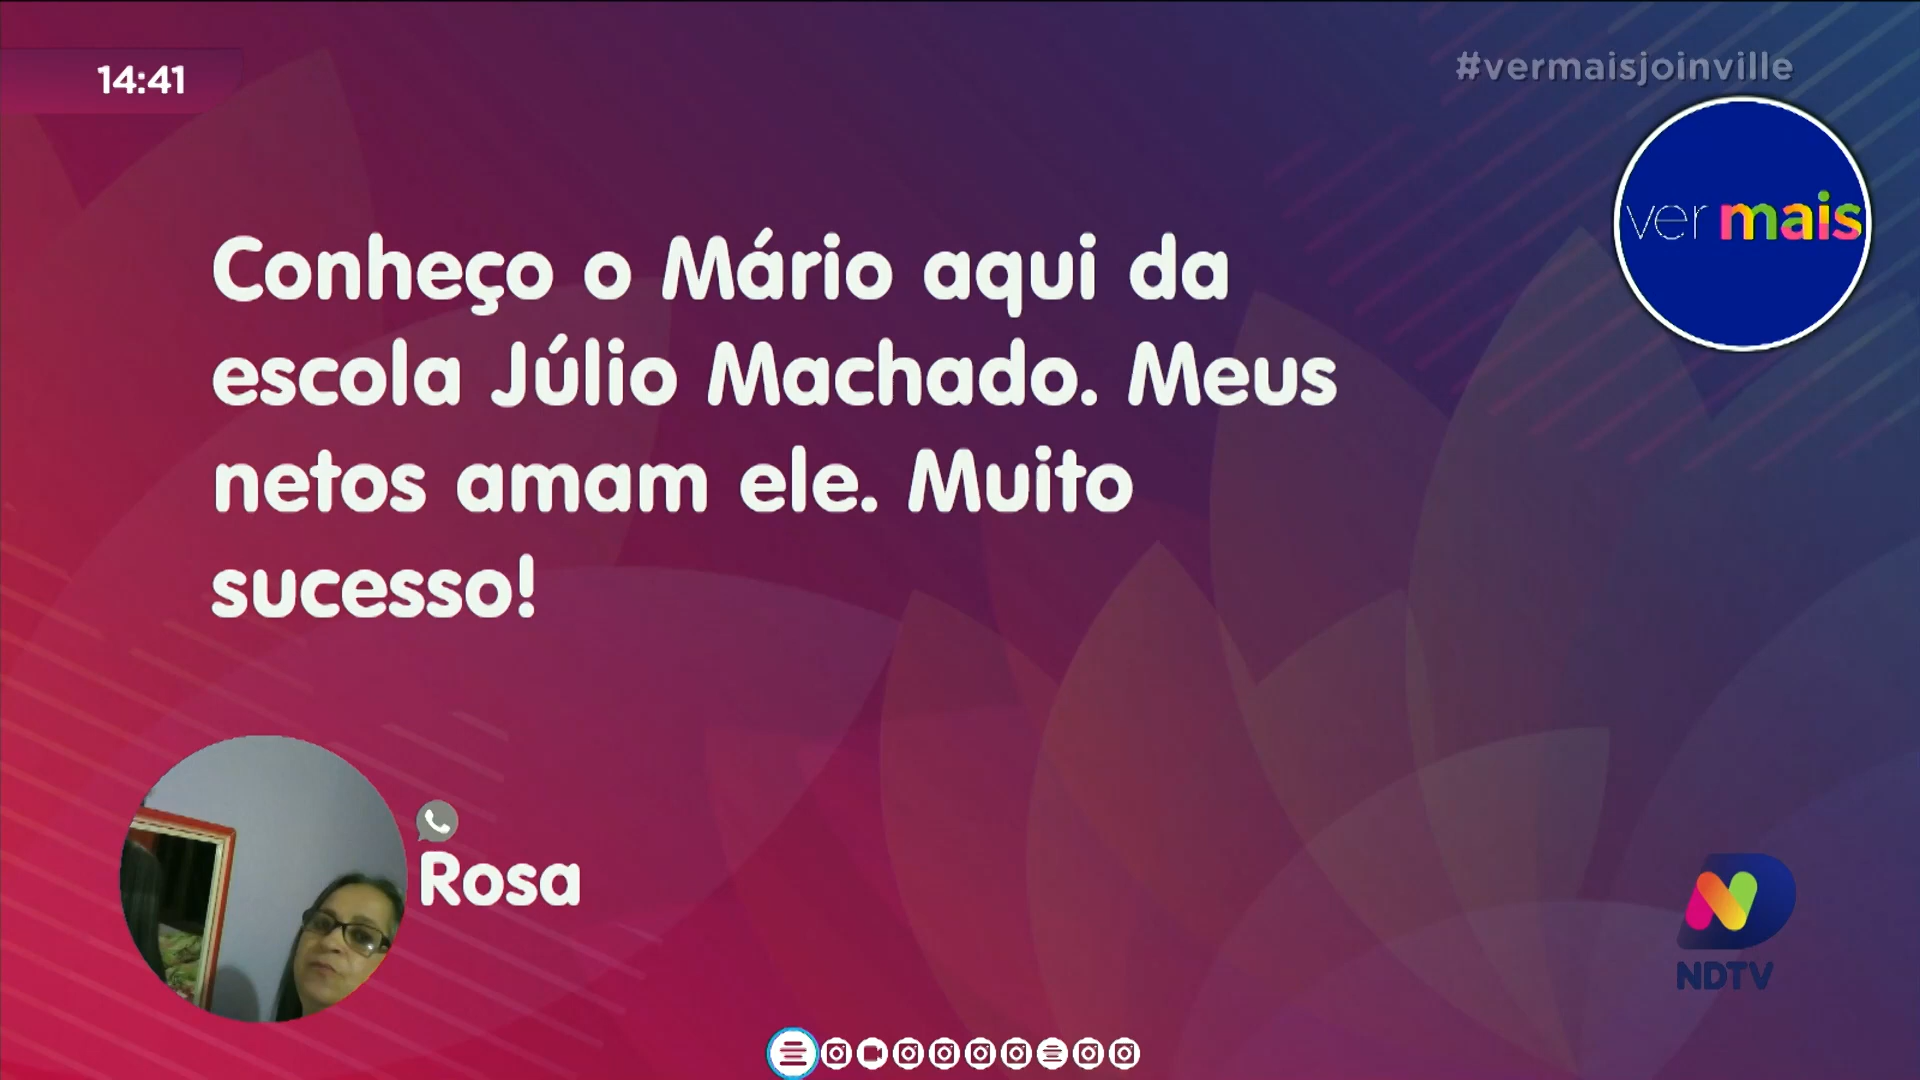 14:41
#vermaisjoinville
ver mais
Conheço o Mário aqui da
escola Júlio Machado. Meus
netos amam ele. Muito
sucesso!
Rosa
NDTV